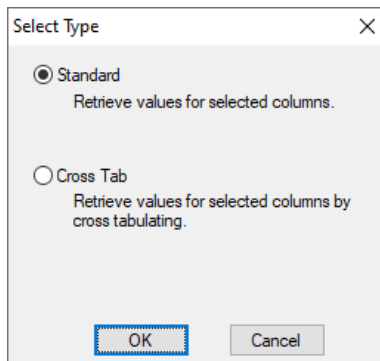 Select Type
Standard
Retrieve values for selected columns.
Cross Tab
Retrieve values for selected columns by
cross tabulating.
OK
Cancel